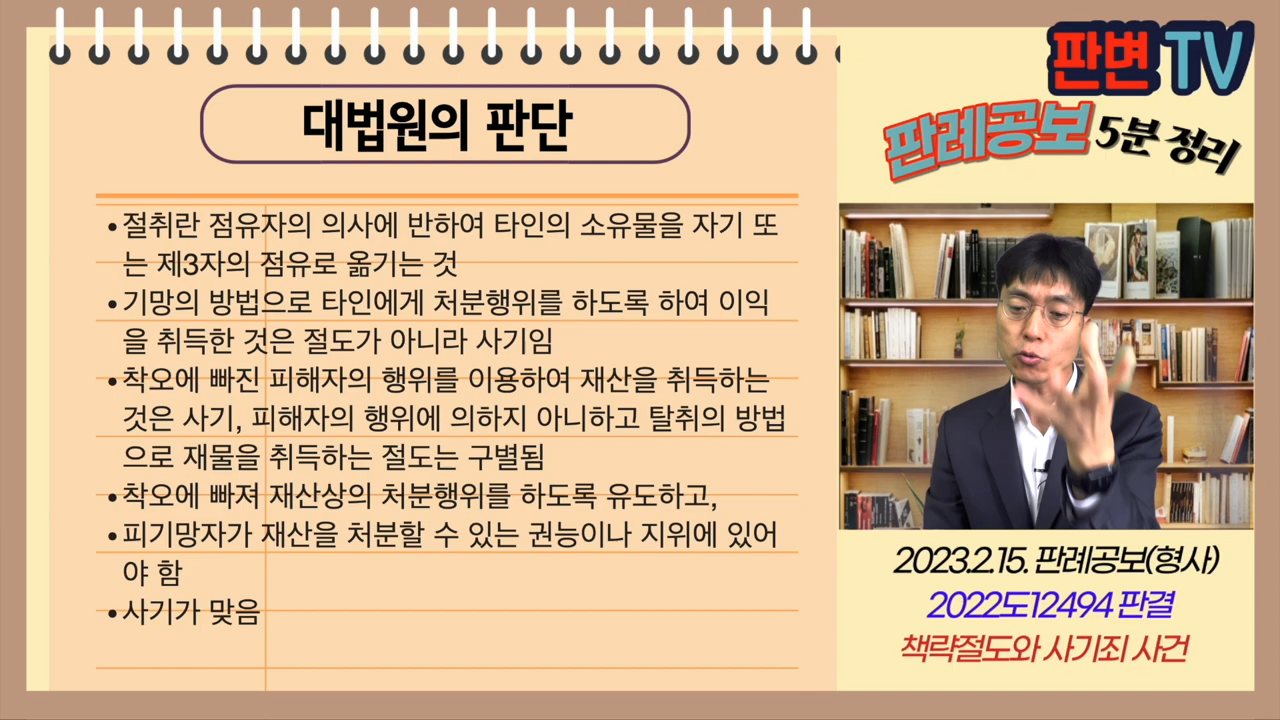 판변 TV
판례공보 5분 정리
대법원의 판단
•절취란 점유자의 의사에 반하여 타인의 소유물을 자기 또
는 제3자의 점유로 옮기는 것
•기망의 방법으로 타인에게 처분행위를 하도록 하여 이익
을 취득한 것은 절도가 아니라 사기임
•착오에 빠진 피해자의 행위를 이용하여 재산을 취득하는
것은 사기, 피해자의 행위에 의하지 아니하고 탈취의 방법
으로 재물을 취득하는 절도는 구별됨
•착오에 빠져 재산상의 처분행위를 하도록 유도하고,
•피기망자가 재산을 처분할 수 있는 권능이나 지위에 있어
야 함
•사기가 맞음
2023.2.15. 판례공보(형사)
2022도12494 판결
책략절도와 사기죄 사건